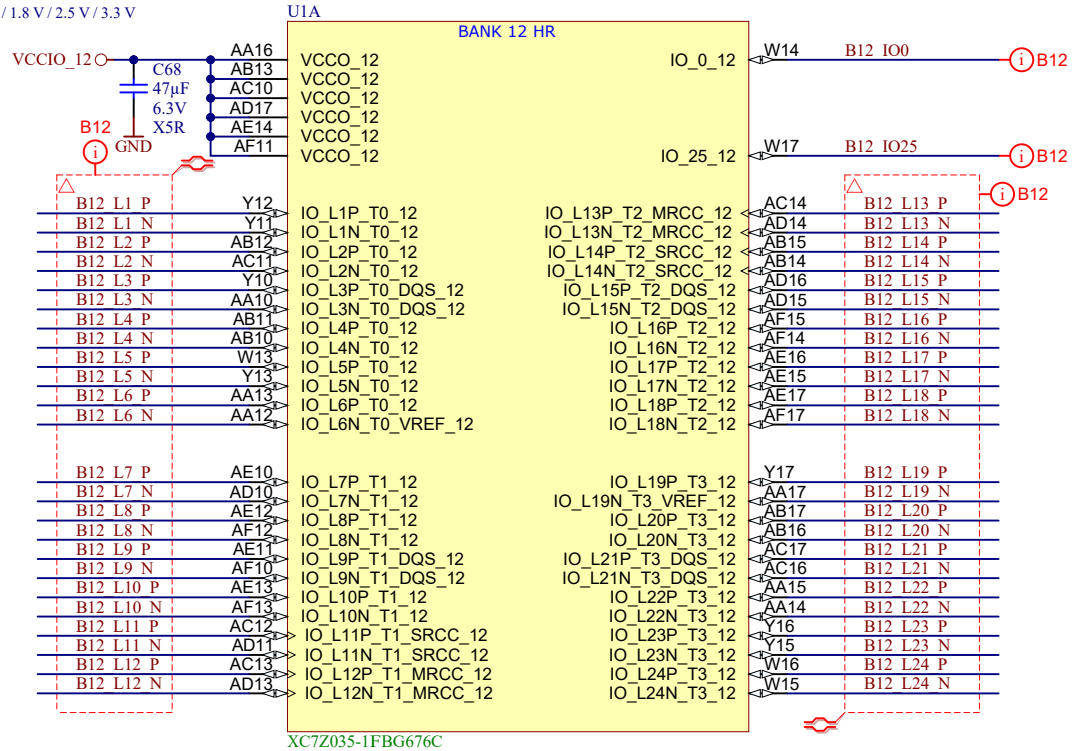 / 1.8 V / 2.5 V / 3.3 V
U1A
BANK 12 HR
VCCIO_12
C68
47µF
6.3V
X5R
GND
AA16 VCCO_12
AB13 VCCO_12
AC10 VCCO_12
AD17 VCCO_12
AE14 VCCO_12
AF11 VCCO_12
IO_0_12 W14 B12_IO0 i B12
IO_25_12 W17 B12_IO25 i B12
B12
i
i B12
B12_L1_P Y12 IO_L1P_T0_12
B12_L1_N Y11 IO_L1N_T0_12
B12_L2_P AB12 IO_L2P_T0_12
B12_L2_N AC11 IO_L2N_T0_12
B12_L3_P Y10 IO_L3P_T0_DQS_12
B12_L3_N AA10 IO_L3N_T0_DQS_12
B12_L4_P AB11 IO_L4P_T0_12
B12_L4_N AB10 IO_L4N_T0_12
B12_L5_P W13 IO_L5P_T0_12
B12_L5_N Y13 IO_L5N_T0_12
B12_L6_P AA13 IO_L6P_T0_12
B12_L6_N AA12 IO_L6N_T0_VREF_12
B12_L7_P AE10 IO_L7P_T1_12
B12_L7_N AD10 IO_L7N_T1_12
B12_L8_P AE12 IO_L8P_T1_12
B12_L8_N AF12 IO_L8N_T1_12
B12_L9_P AE11 IO_L9P_T1_DQS_12
B12_L9_N AF10 IO_L9N_T1_DQS_12
B12_L10_P AE13 IO_L10P_T1_12
B12_L10_N AF13 IO_L10N_T1_12
B12_L11_P AC12 IO_L11P_T1_SRCC_12
B12_L11_N AD11 IO_L11N_T1_SRCC_12
B12_L12_P AC13 IO_L12P_T1_MRCC_12
B12_L12_N AD13 IO_L12N_T1_MRCC_12
IO_L13P_T2_MRCC_12 AC14 B12_L13_P
IO_L13N_T2_MRCC_12 AD14 B12_L13_N
IO_L14P_T2_SRCC_12 AB15 B12_L14_P
IO_L14N_T2_SRCC_12 AB14 B12_L14_N
IO_L15P_T2_DQS_12 AD16 B12_L15_P
IO_L15N_T2_DQS_12 AD15 B12_L15_N
IO_L16P_T2_12 AF15 B12_L16_P
IO_L16N_T2_12 AF14 B12_L16_N
IO_L17P_T2_12 AE16 B12_L17_P
IO_L17N_T2_12 AE15 B12_L17_N
IO_L18P_T2_12 AE17 B12_L18_P
IO_L18N_T2_12 AF17 B12_L18_N
IO_L19P_T3_12 Y17 B12_L19_P
IO_L19N_T3_VREF_12 AA17 B12_L19_N
IO_L20P_T3_12 AB17 B12_L20_P
IO_L20N_T3_12 AB16 B12_L20_N
IO_L21P_T3_DQS_12 AC17 B12_L21_P
IO_L21N_T3_DQS_12 AC16 B12_L21_N
IO_L22P_T3_12 AA15 B12_L22_P
IO_L22N_T3_12 AA14 B12_L22_N
IO_L23P_T3_12 Y16 B12_L23_P
IO_L23N_T3_12 Y15 B12_L23_N
IO_L24P_T3_12 W16 B12_L24_P
IO_L24N_T3_12 W15 B12_L24_N
XC7Z035-1FBG676C